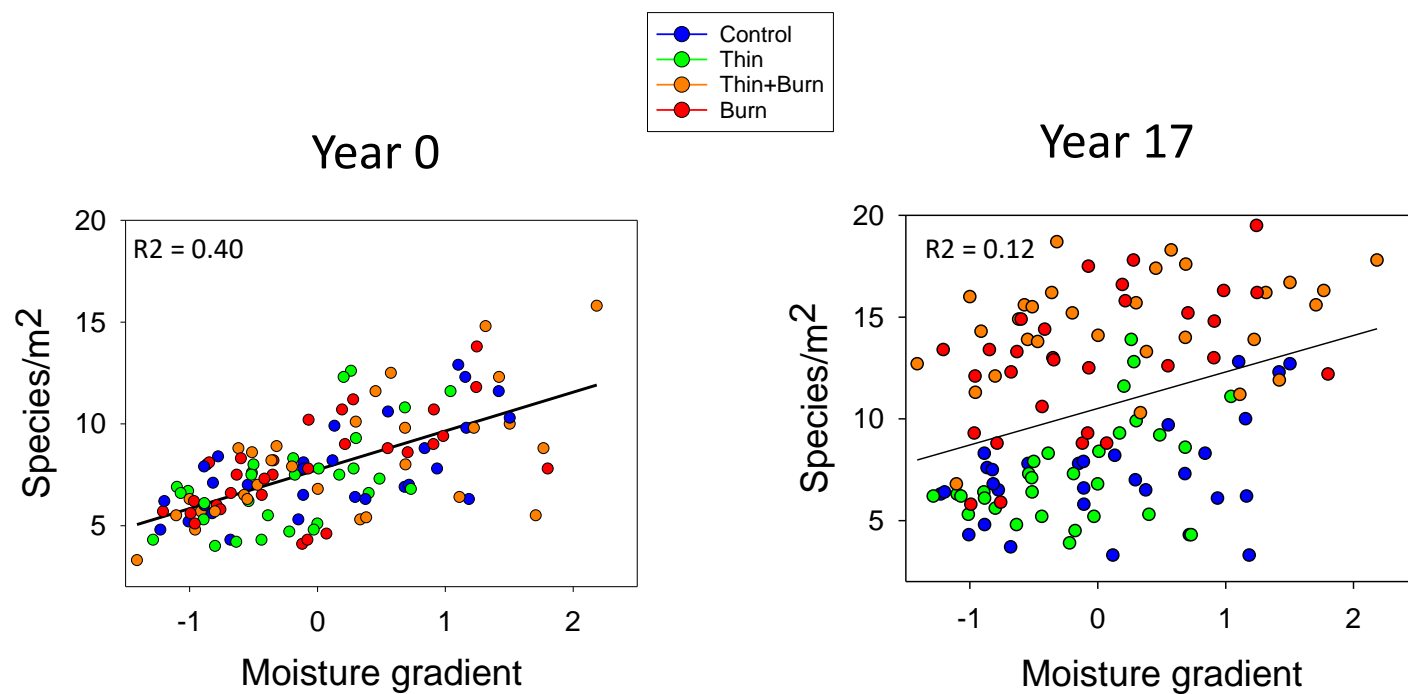 Control
Thin
Thin+Burn
Burn
Year 0
Year 17
20
15
10
5
R2 = 0.40
Species/m2
-1 0 1 2
Moisture gradient
20
15
10
5
R2 = 0.12
Species/m2
-1 0 1 2
Moisture gradient